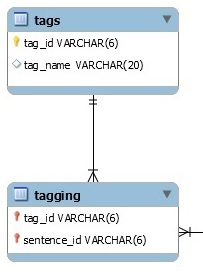 tags
tag_id VARCHAR(6)
tag_name VARCHAR(20)
tagging
tag_id VARCHAR(6)
sentence_id VARCHAR(6)